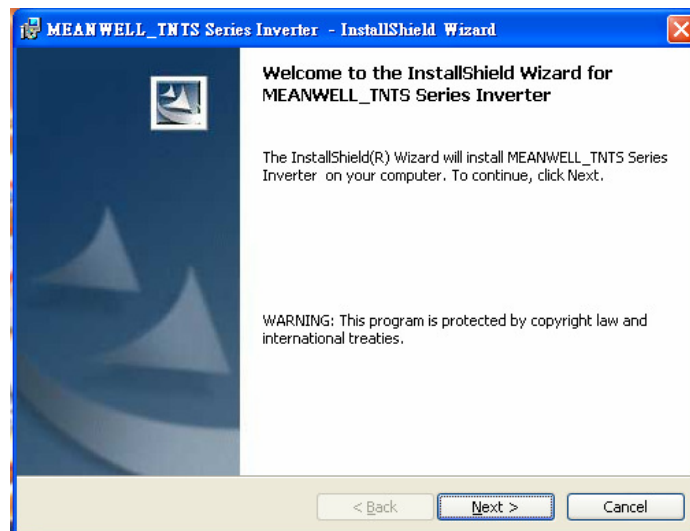 MEANWELL_TNTS Series Inverter - InstallShield Wizard
Welcome to the InstallShield Wizard for
MEANWELL_TNTS Series Inverter
The InstallShield(R) Wizard will install MEANWELL_TNTS Series
Inverter on your computer. To continue, click Next.
WARNING: This program is protected by copyright law and
international treaties.
< Back
Next >
Cancel